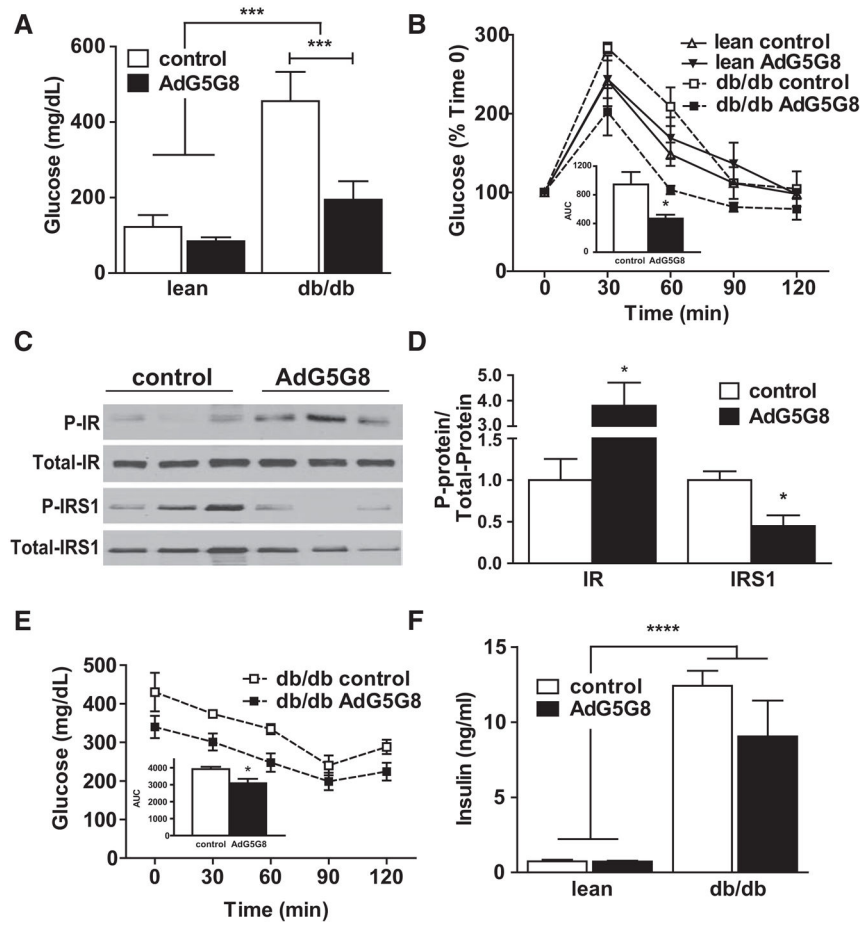 A
***
***
600
400
200
0
Glucose (mg/dL)
control
AdG5G8
lean
db/db
B
300
200
100
0
Glucose (% Time 0)
lean control
lean AdG5G8
db/db control
db/db AdG5G8
1200
800
400
0
AUC
*
control AdG5G8
0 30 60 90 120
Time (min)
C
control AdG5G8
P-IR
Total-IR
P-IRS1
Total-IRS1
D
5.0
4.0
3.0
1.5
1.0
0.5
0.0
P-protein/
Total-Protein
*
*
control
AdG5G8
IR IRS1
E
500
400
300
200
100
0
Glucose (mg/dL)
db/db control
db/db AdG5G8
4000
3000
2000
1000
0
AUC
*
control AdG5G8
0 30 60 90 120
Time (min)
F
15
10
5
0
Insulin (ng/ml)
****
control
AdG5G8
lean db/db